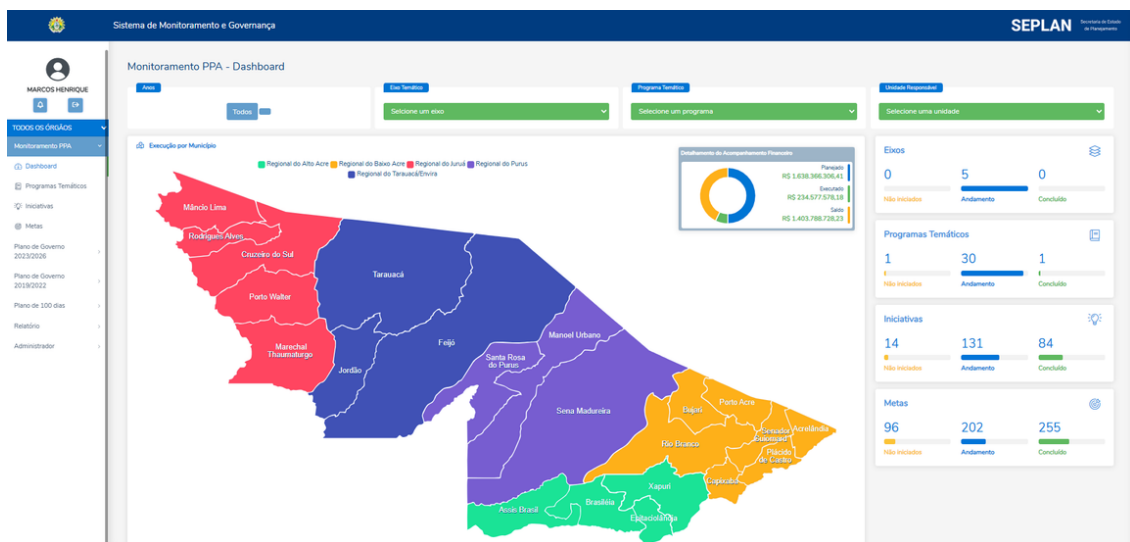 Sistema de Monitoramento e Governança
SEPLAN
Secretaria de Estado
de Planejamento
MARCOS HENRIQUE
TODOS OS ÓRGÃOS
Monitoramento PPA
Dashboard
Programas Temáticos
Iniciativas
Metas
Plano de Governo
2023/2026
Plano de Governo
2019/2022
Plano de 100 dias
Relatório
Administrador
Monitoramento PPA - Dashboard
Anos
Todos
Eixo Temático
Selcione um eixo
Programa Temático
Selecione um programa
Unidade Responsável
Selecione uma unidade
Execução por Município
Regional do Alto Acre Regional do Baixo Acre Regional do Juruá Regional do Purus
Regional do Tarauacá/Envira
Detalhamento do Acompanhamento Financeiro
Planejado
R$ 1.638.366.306,41
Executado
R$ 234.577.578,18
Saldo
R$ 1.403.788.728,23
Mâncio Lima
Rodrigues Alves
Cruzeiro do Sul
Porto Walter
Marechal
Thaumaturgo
Tarauacá
Jordão
Feijó
Santa Rosa
do Purus
Manoel Urbano
Sena Madureira
Bujari
Porto Acre
Senador
Guiomard
Acrelândia
Rio Branco
Plácido
de Castro
Capixaba
Xapuri
Brasiléia
Assis Brasil
Epitaciolândia
Eixos
0 5 0
Não Iniciados Andamento Concluído
Programas Temáticos
1 30 1
Não Iniciados Andamento Concluído
Iniciativas
14 131 84
Não Iniciados Andamento Concluído
Metas
96 202 255
Não Iniciados Andamento Concluído